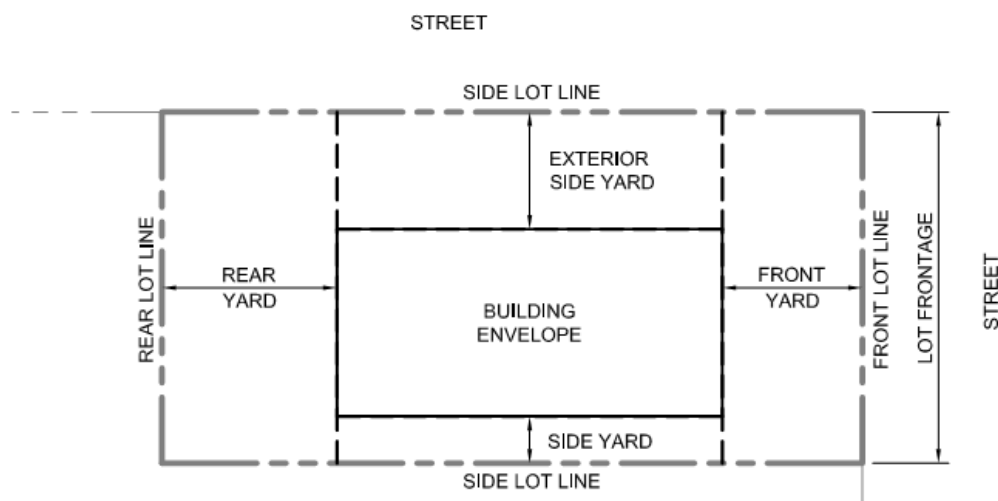 STREET
SIDE LOT LINE
EXTERIOR
SIDE YARD
REAR LOT LINE
REAR
YARD
BUILDING
ENVELOPE
FRONT
YARD
FRONT LOT LINE
LOT FRONTAGE
STREET
SIDE YARD
SIDE LOT LINE